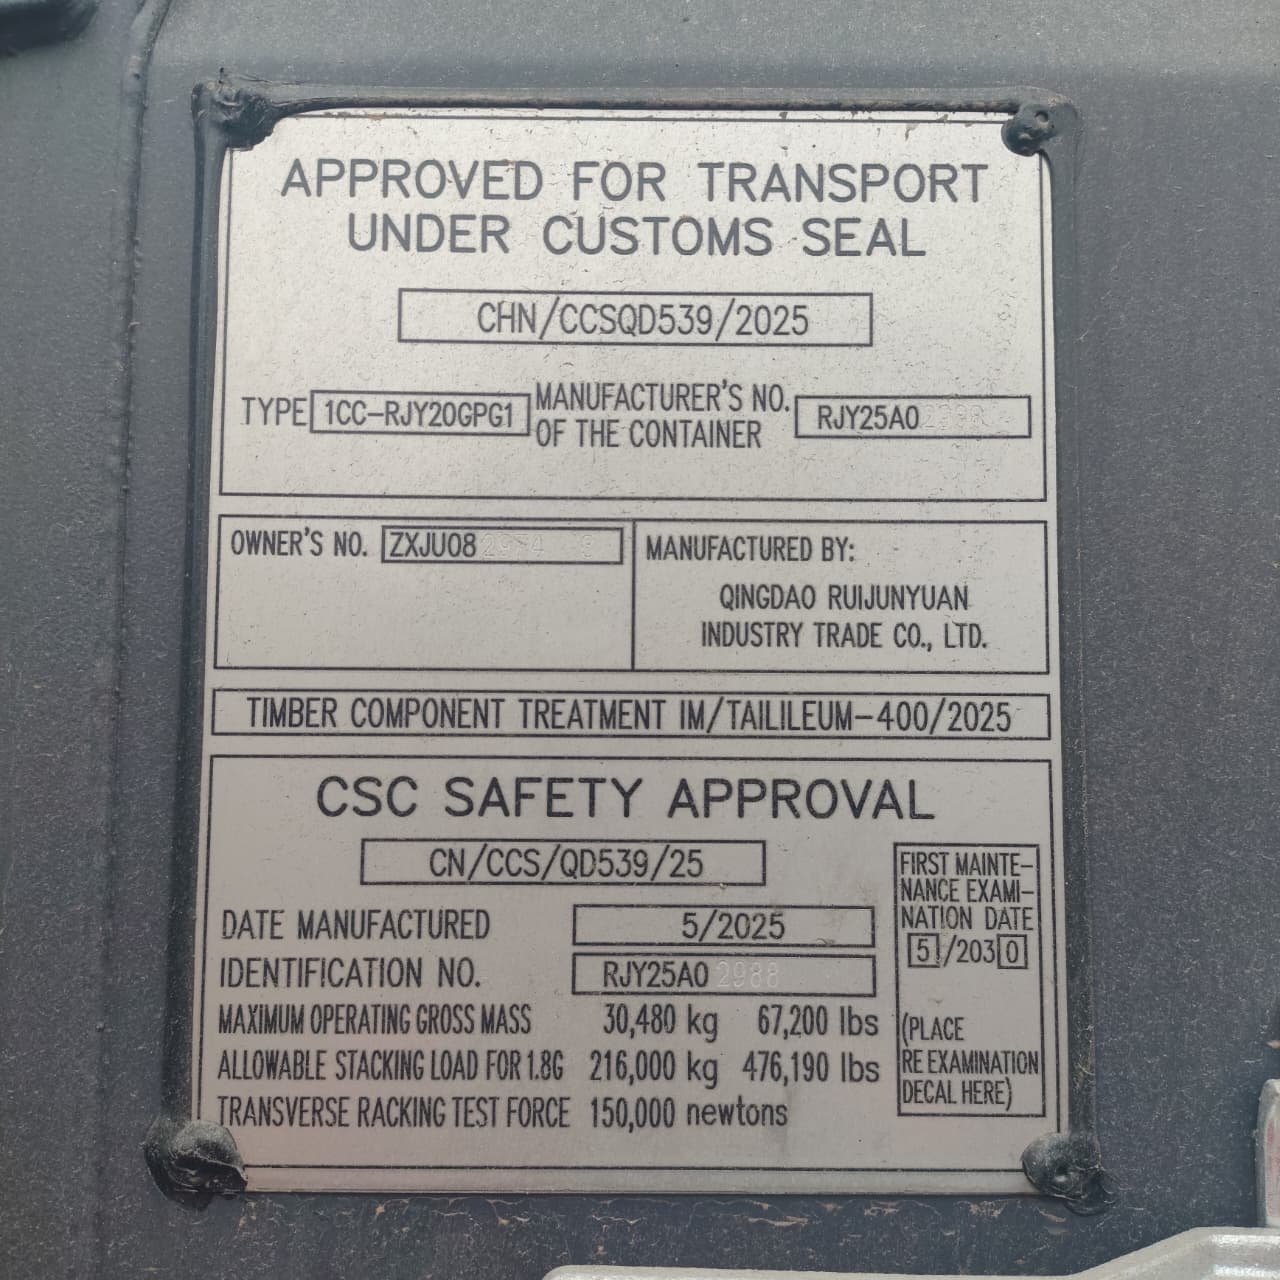 APPROVED FOR TRANSPORT
UNDER CUSTOMS SEAL
CHN/CCSQD539/2025
TYPE 1CC-RJY20GPG1 MANUFACTURER'S NO. OF THE CONTAINER RJY25A0
OWNER'S NO. ZXJU08
MANUFACTURED BY:
QINGDAO RUIJUNYUAN
INDUSTRY TRADE CO., LTD.
TIMBER COMPONENT TREATMENT IM/TAILILEUM-400/2025
CSC SAFETY APPROVAL
CN/CCS/QD539/25
DATE MANUFACTURED 5/2025
IDENTIFICATION NO. RJY25A02988
MAXIMUM OPERATING GROSS MASS 30,480 kg 67,200 lbs
ALLOWABLE STACKING LOAD FOR 1.8G 216,000 kg 476,190 lbs
TRANSVERSE RACKING TEST FORCE 150,000 newtons
FIRST MAINTE-
NANCE EXAMI-
NATION DATE
5/2030
(PLACE
RE EXAMINATION
DECAL HERE)